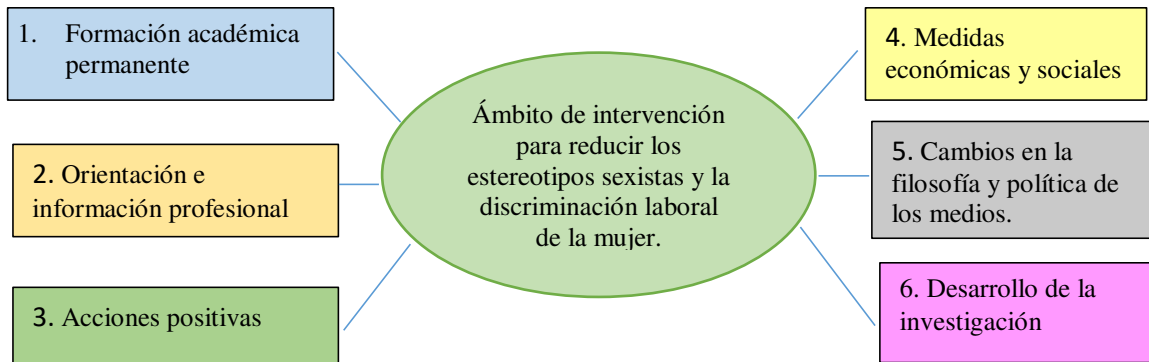 1. Formación académica
permanente
2. Orientación e
información profesional
3. Acciones positivas
Ámbito de intervención
para reducir los
estereotipos sexistas y la
discriminación laboral
de la mujer.
4. Medidas
económicas y sociales
5. Cambios en la
filosofía y política de
los medios.
6. Desarrollo de la
investigación